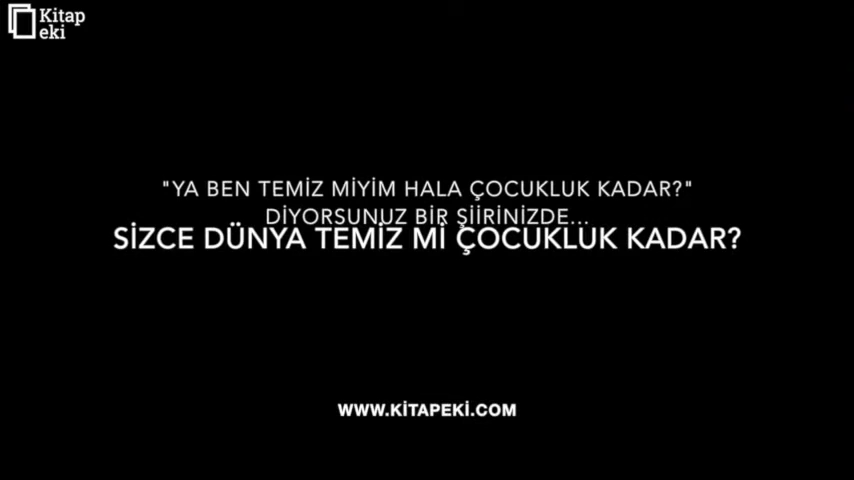 Kitap
eki
"YA BEN TEMİZ MİYİM HALA ÇOCUKLUK KADAR?"
DİYORSUNUZ BİR ŞİİRİNİZDE...
SİZCE DÜNYA TEMİZ Mİ ÇOCUKLUK KADAR?
WWW.KİTAPEKİ.COM